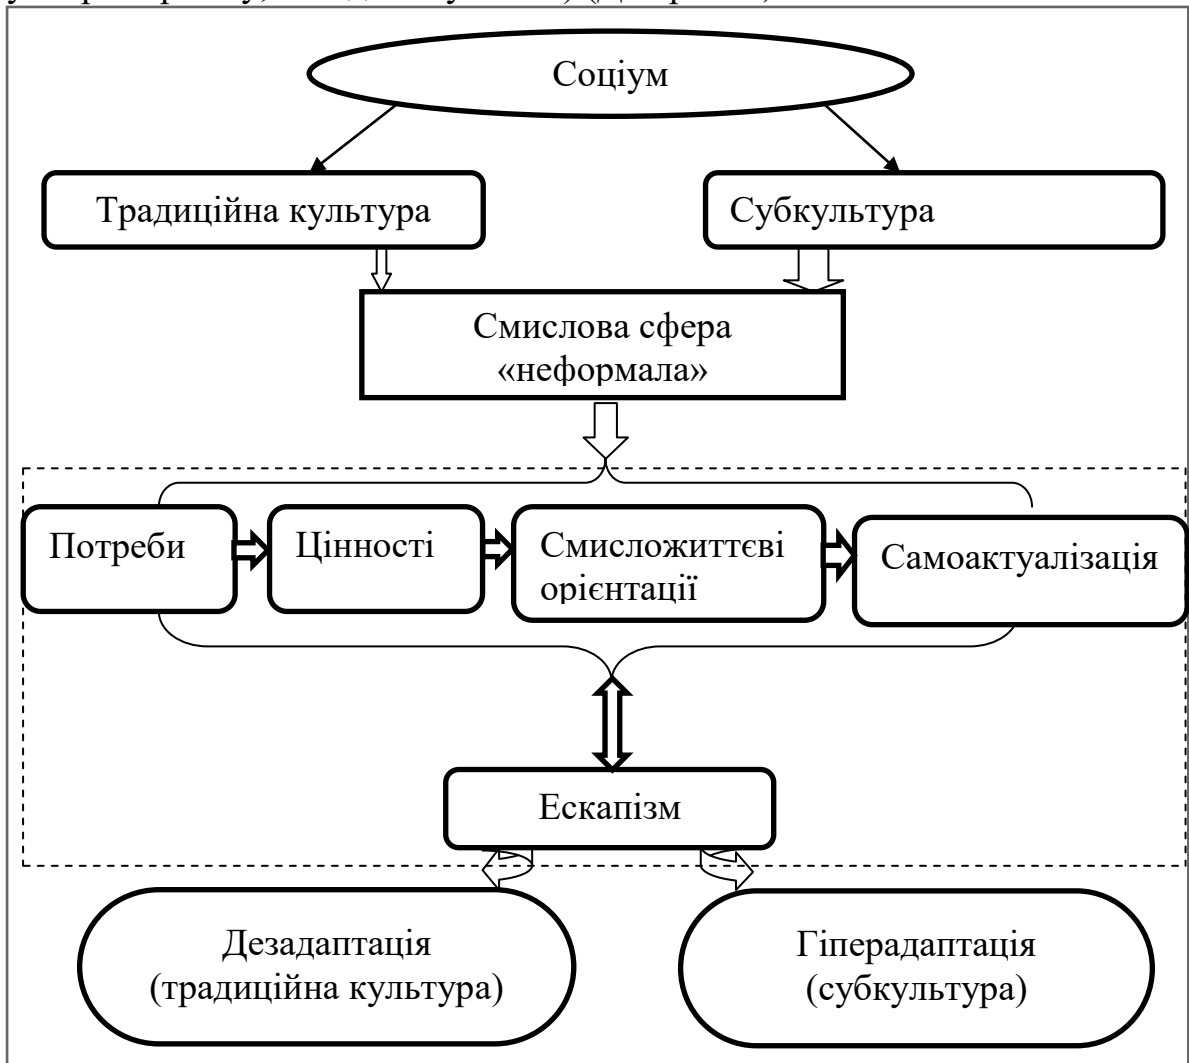 Соціум
Традиційна культура
Субкультура
Смислова сфера
«неформала»
Потреби
Цінності
Смисложиттєві
орієнтації
Самоактуалізація
Ескапізм
Дезадаптація
(традиційна культура)
Гіперадаптація
(субкультура)